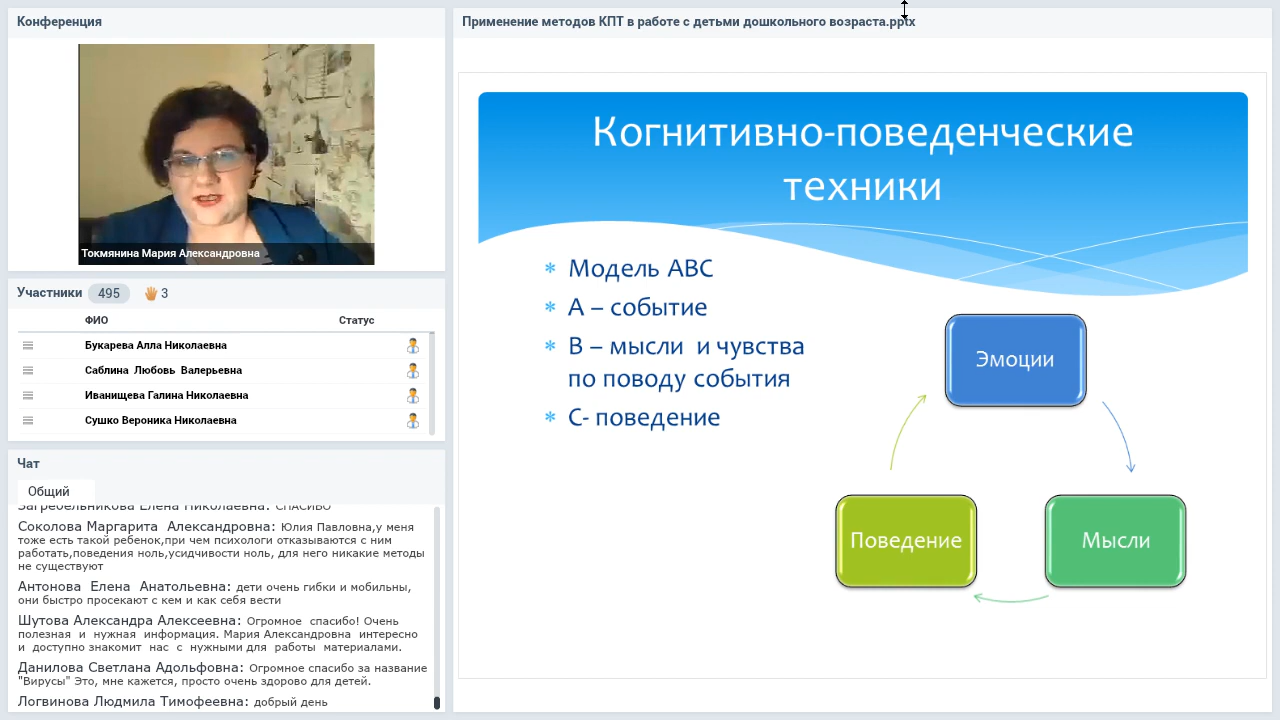 Конференция
Токмянина Мария Александровна
Участники 495 3
ФИО Статус
Букарева Алла Николаевна
Саблина Любовь Валерьевна
Иванищева Галина Николаевна
Сушко Вероника Николаевна
Чат
Общий
Загребельникова Елена Николаевна: СПАСИБО
Соколова Маргарита Александровна: Юлия Павловна,у меня
тоже есть такой ребенок,при чем психологи отказываются с ним
работать,поведения ноль,усидчивости ноль, для него никакие методы
не существуют
Антонова Елена Анатольевна: дети очень гибки и мобильны,
они быстро просекают с кем и как себя вести
Шутова Александра Алексеевна: Огромное спасибо! Очень
полезная и нужная информация. Мария Александровна интересно
и доступно знакомит нас с нужными для работы материалами.
Данилова Светлана Адольфовна: Огромное спасибо за название
"Вирусы" Это, мне кажется, просто очень здорово для детей.
Логвинова Людмила Тимофеевна: добрый день
Применение методов КПТ в работе с детьми дошкольного возраста.pptx
Когнитивно-поведенческие
техники
* Модель АВС
* А – событие
* В – мысли и чувства
по поводу события
* С- поведение
Эмоции
Поведение
Мысли